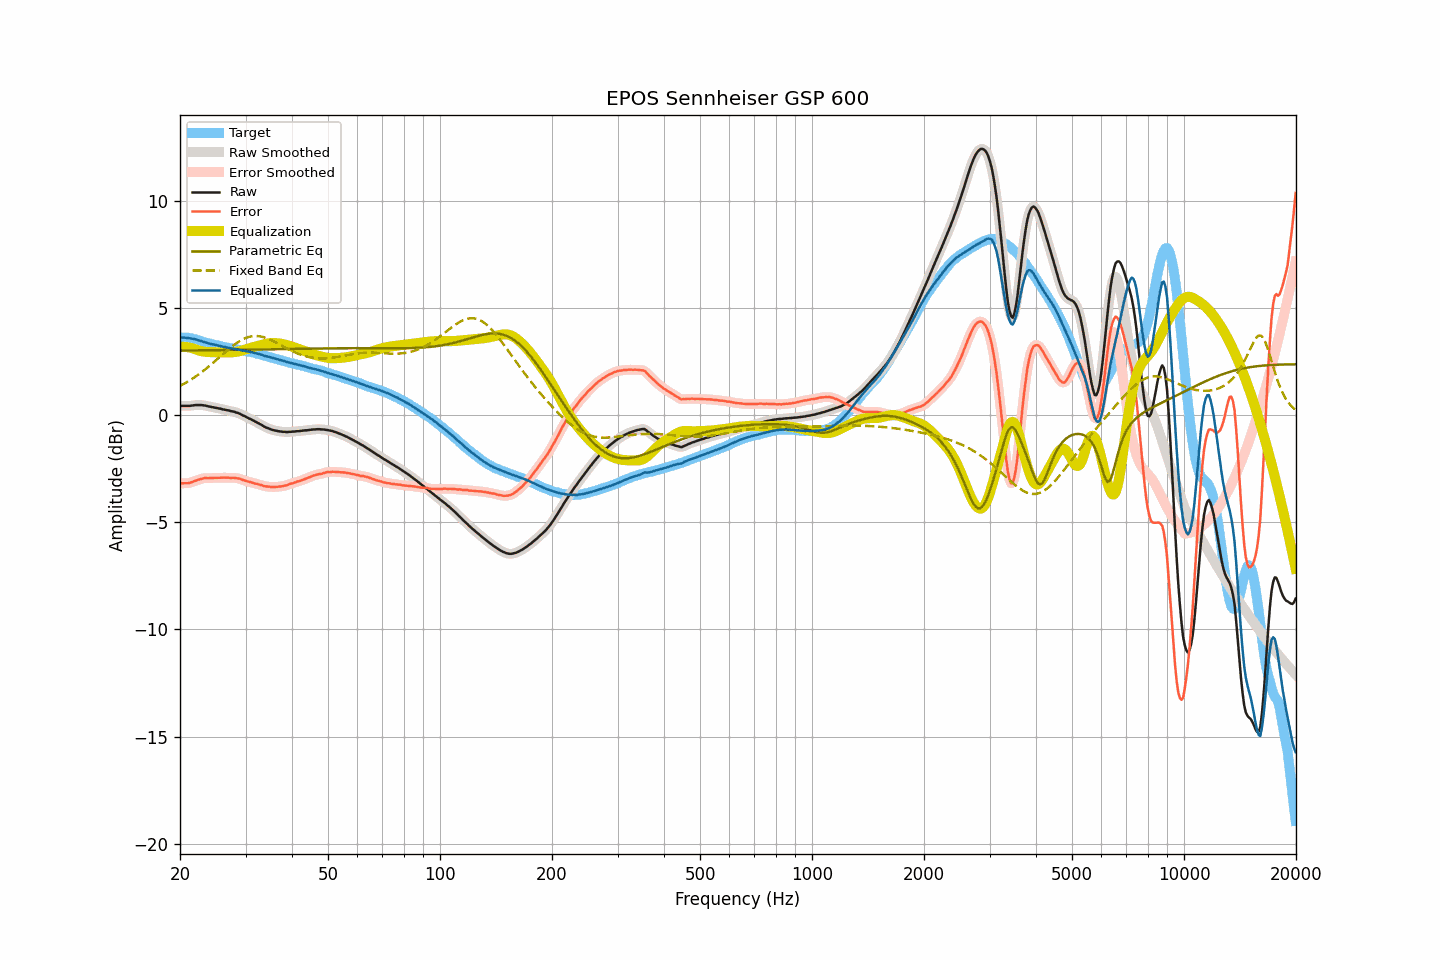 EPOS Sennheiser GSP 600
Target
Raw Smoothed
Error Smoothed
Raw
Error
Equalization
Parametric Eq
Fixed Band Eq
Equalized
10
5
0
−5
−10
−15
−20
Amplitude (dBr)
20 50 100 200 500 1000 2000 5000 10000 20000
Frequency (Hz)